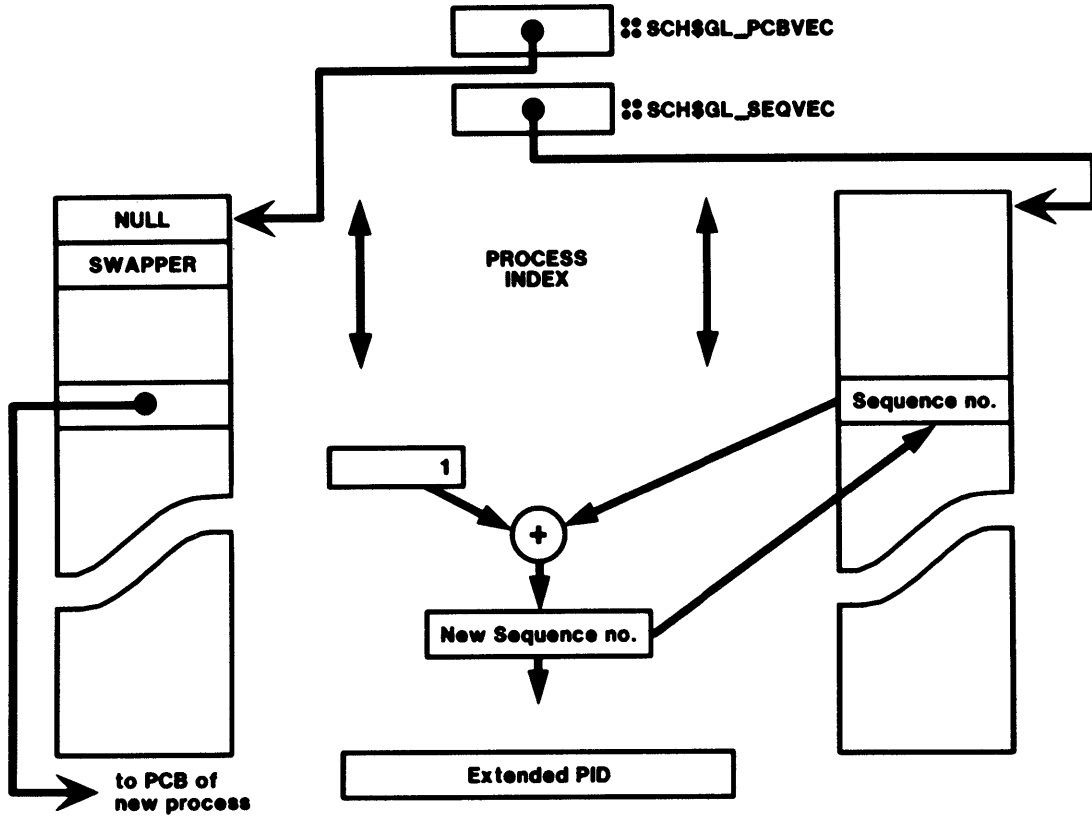 :: SCH$GL_PCBVEC
:: SCH$GL_SEQVEC
NULL
SWAPPER
PROCESS
INDEX
Sequence no.
1
+
New Sequence no.
Extended PID
to PCB of
new process